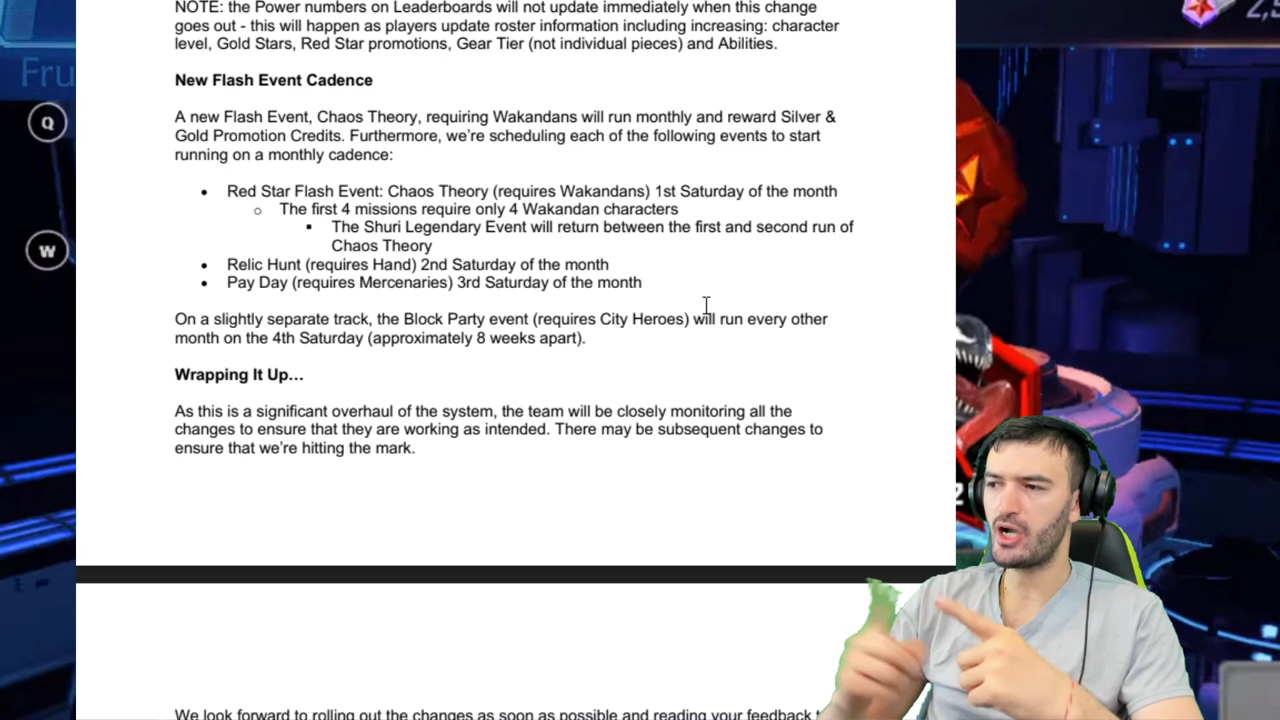 NOTE: the Power numbers on Leaderboards will not update immediately when this change
goes out - this will happen as players update roster information including increasing: character
level, Gold Stars, Red Star promotions, Gear Tier (not individual pieces) and Abilities.
Fru
New Flash Event Cadence
Q
A new Flash Event, Chaos Theory, requiring Wakandans will run monthly and reward Silver &
Gold Promotion Credits. Furthermore, we're scheduling each of the following events to start
running on a monthly cadence:
• Red Star Flash Event: Chaos Theory (requires Wakandans) 1st Saturday of the month
○ The first 4 missions require only 4 Wakandan characters
▪ The Shuri Legendary Event will return between the first and second run of
Chaos Theory
W
• Relic Hunt (requires Hand) 2nd Saturday of the month
• Pay Day (requires Mercenaries) 3rd Saturday of the month
On a slightly separate track, the Block Party event (requires City Heroes) will run every other
month on the 4th Saturday (approximately 8 weeks apart).
Wrapping It Up…
As this is a significant overhaul of the system, the team will be closely monitoring all the
changes to ensure that they are working as intended. There may be subsequent changes to
ensure that we're hitting the mark.
2
We look forward to rolling out the changes as soon as possible and reading your feedback